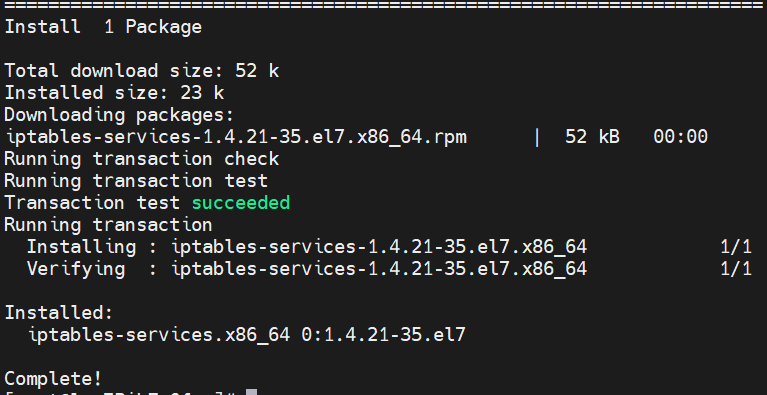 ================================================================================
Install  1 Package

Total download size: 52 k
Installed size: 23 k
Downloading packages:
iptables-services-1.4.21-35.el7.x86_64.rpm      |  52 kB   00:00
Running transaction check
Running transaction test
Transaction test succeeded
Running transaction
  Installing : iptables-services-1.4.21-35.el7.x86_64            1/1
  Verifying  : iptables-services-1.4.21-35.el7.x86_64            1/1

Installed:
  iptables-services.x86_64 0:1.4.21-35.el7

Complete!